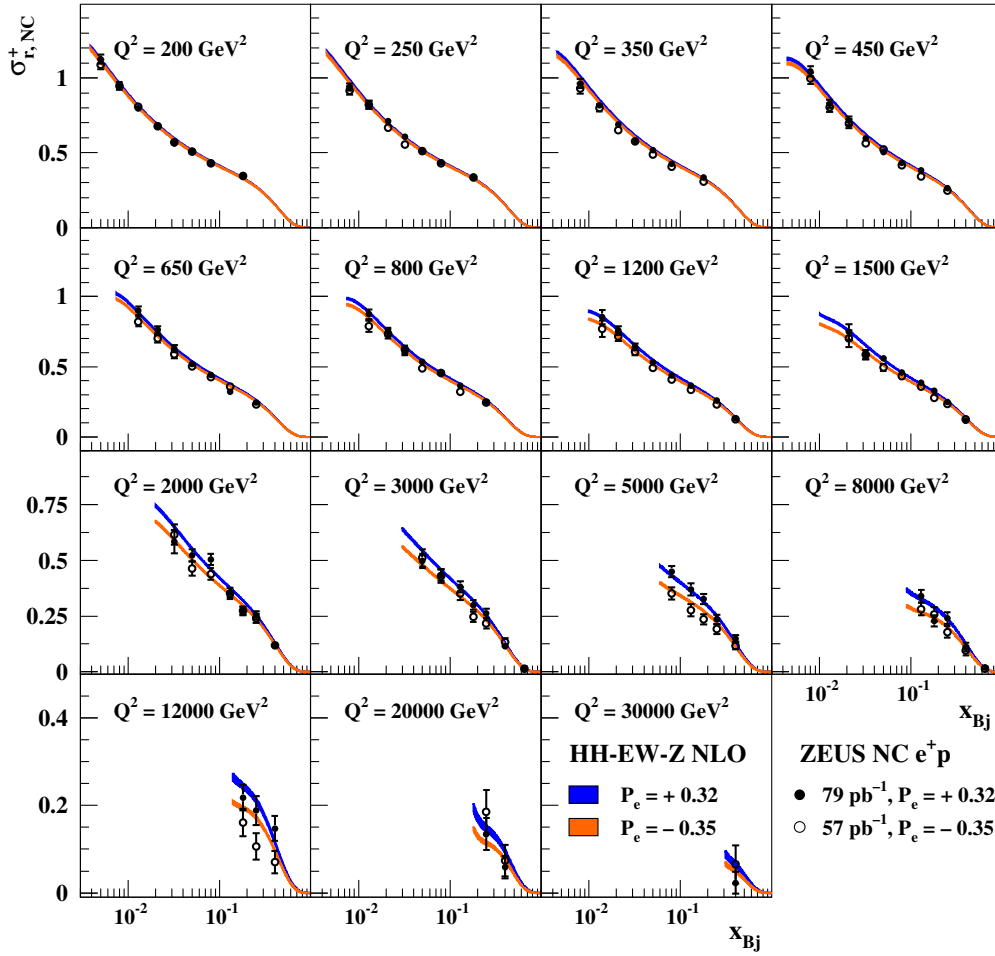 σ⁺r, NC
Q² = 200 GeV² Q² = 250 GeV² Q² = 350 GeV² Q² = 450 GeV²
1
0.5
0
Q² = 650 GeV² Q² = 800 GeV² Q² = 1200 GeV² Q² = 1500 GeV²
1
0.5
0
Q² = 2000 GeV² Q² = 3000 GeV² Q² = 5000 GeV² Q² = 8000 GeV²
0.75
0.5
0.25
0
10⁻² 10⁻¹
xBj
Q² = 12000 GeV² Q² = 20000 GeV² Q² = 30000 GeV²
0.4
HH-EW-Z NLO ZEUS NC e⁺p
Pe = + 0.32 79 pb⁻¹, Pe = + 0.32
0.2
Pe = − 0.35 57 pb⁻¹, Pe = − 0.35
0
10⁻² 10⁻¹ 10⁻² 10⁻¹ 10⁻² 10⁻¹
xBj